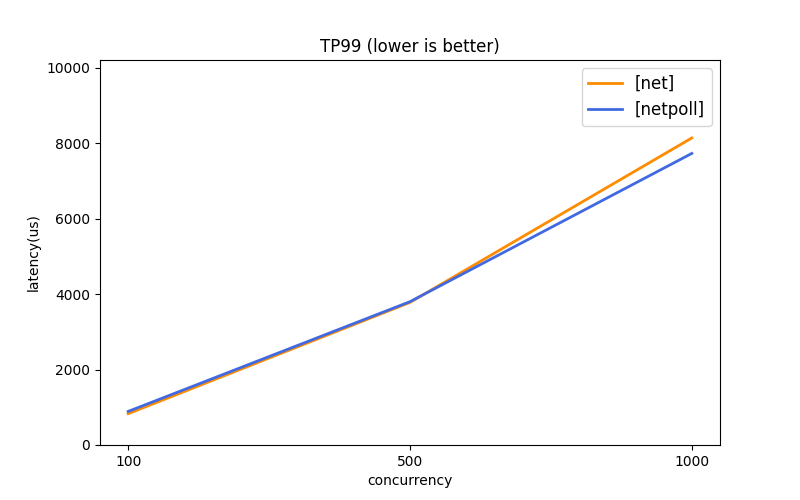 TP99 (lower is better)
[net]
[netpoll]
10000
8000
6000
4000
2000
0
latency(us)
100
500
1000
concurrency